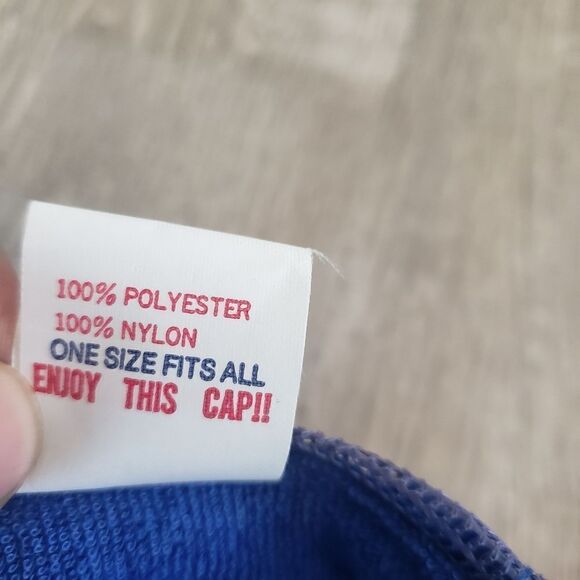 100% POLYESTER
100% NYLON
ONE SIZE FITS ALL
ENJOY THIS CAP!!